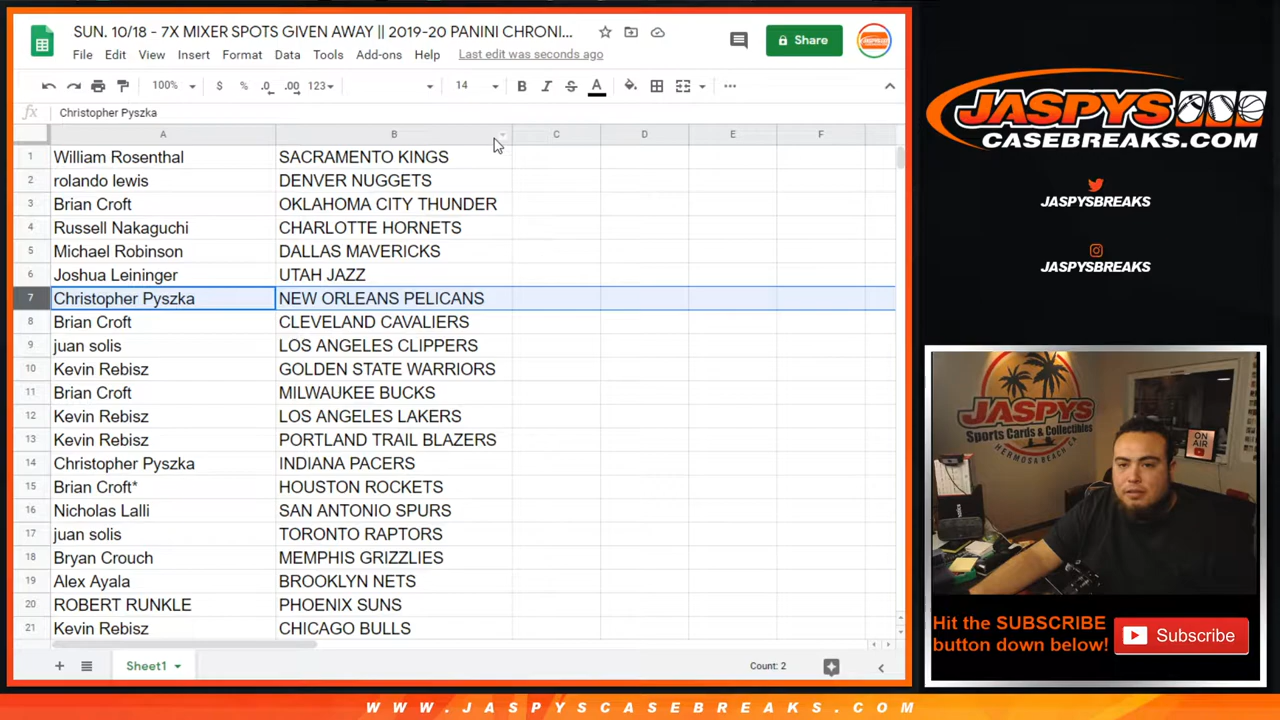 SUN. 10/18 - 7X MIXER SPOTS GIVEN AWAY || 2019-20 PANINI CHRONI...
File Edit View Insert Format Data Tools Add-ons Help Last edit was seconds ago
Share
100% $ % .0 .00 123 14 B I S A
fx Christopher Pyszka
A B C D E F
1 William Rosenthal SACRAMENTO KINGS
2 rolando lewis DENVER NUGGETS
3 Brian Croft OKLAHOMA CITY THUNDER
4 Russell Nakaguchi CHARLOTTE HORNETS
5 Michael Robinson DALLAS MAVERICKS
6 Joshua Leininger UTAH JAZZ
7 Christopher Pyszka NEW ORLEANS PELICANS
8 Brian Croft CLEVELAND CAVALIERS
9 juan solis LOS ANGELES CLIPPERS
10 Kevin Rebisz GOLDEN STATE WARRIORS
11 Brian Croft MILWAUKEE BUCKS
12 Kevin Rebisz LOS ANGELES LAKERS
13 Kevin Rebisz PORTLAND TRAIL BLAZERS
14 Christopher Pyszka INDIANA PACERS
15 Brian Croft* HOUSTON ROCKETS
16 Nicholas Lalli SAN ANTONIO SPURS
17 juan solis TORONTO RAPTORS
18 Bryan Crouch MEMPHIS GRIZZLIES
19 Alex Ayala BROOKLYN NETS
20 ROBERT RUNKLE PHOENIX SUNS
21 Kevin Rebisz CHICAGO BULLS
Sheet1
Count: 2
JASPYS
CASEBREAKS.COM
JASPYSBREAKS
JASPYSBREAKS
JASPYS
Sports Cards & Collectibles
HERMOSA BEACH, CA
ON
AIR
Hit the SUBSCRIBE
button down below!
Subscribe
WWW.JASPYSCASEBREAKS.COM